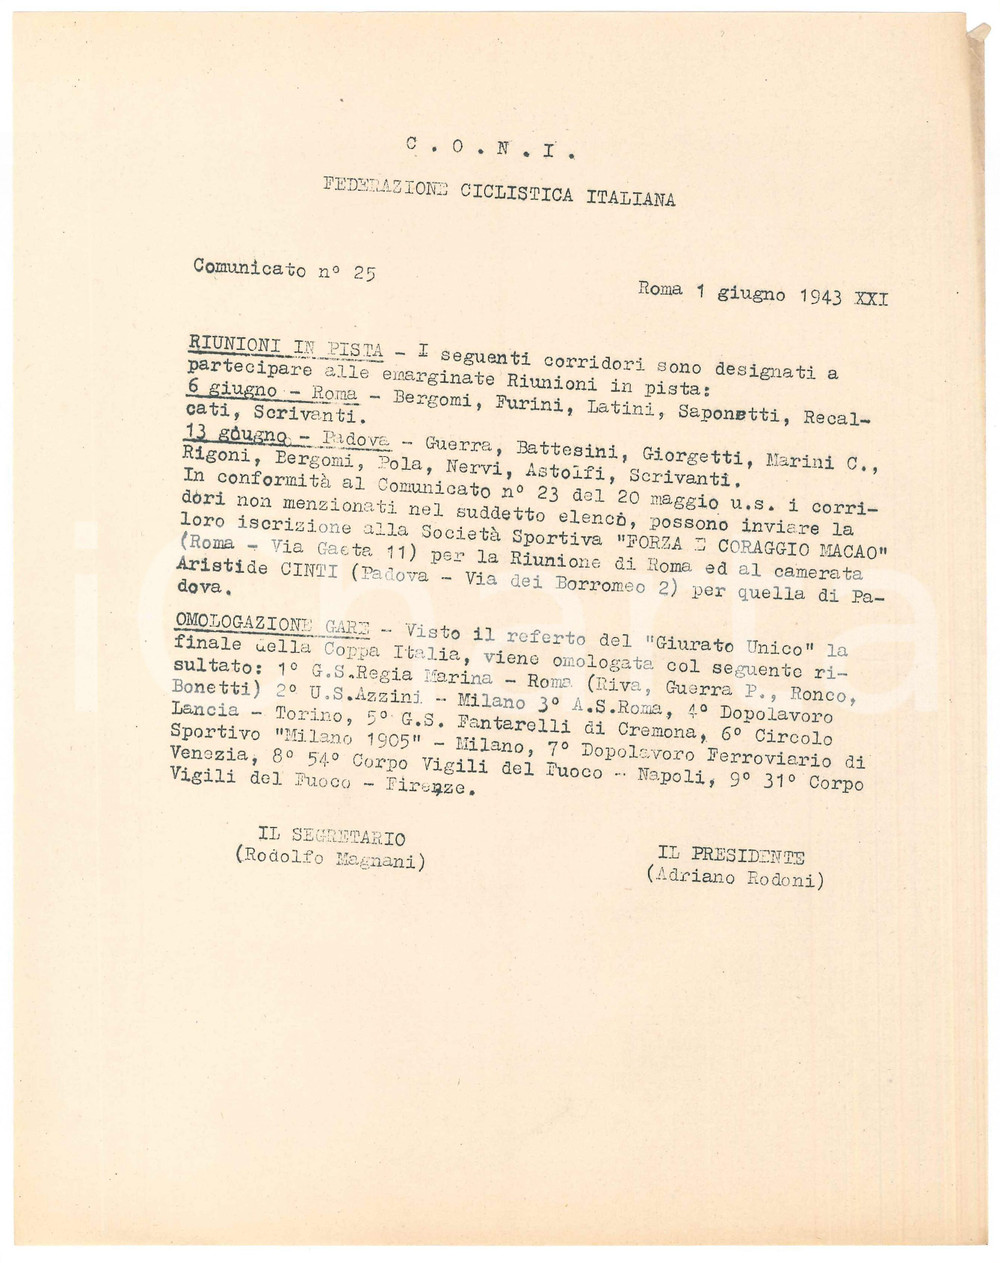 C.O.N.I.
FEDERAZIONE CICLISTICA ITALIANA
Comunicato n° 25
Roma 1 giugno 1943 XXI
RIUNIONI IN PISTA - I seguenti corridori sono designati a
partecipare alle emarginate Riunioni in pista:
6 giugno - Roma - Bergomi, Furini, Latini, Saponetti, Recal-
cati, Scrivanti.
13 giugno - Padova - Guerra, Battesini, Giorgetti, Marini C.,
Rigoni, Bergomi, Pola, Nervi, Astolfi, Scrivanti.
In conformità al Comunicato n° 23 del 20 maggio u.s. i corri-
dori non menzionati nel suddetto elenco, possono inviare la
loro iscrizione alla Società Sportiva "FORZA E CORAGGIO MACAO"
(Roma - Via Gaeta 11) per la Riunione di Roma ed al camerata
Aristide CINTI (Padova - Via dei Borromeo 2) per quella di Pa-
dova.
OMOLOGAZIONE GARE - Visto il referto del "Giurato Unico" la
finale della Coppa Italia, viene omologata col seguente ri-
sultato: 1° G.S.Regia Marina - Roma (Riva, Guerra P., Ronco,
Bonetti) 2° U.S.Azzini - Milano 3° A.S.Roma, 4° Dopolavoro
Lancia - Torino, 5° G.S. Fantarelli di Cremona, 6° Circolo
Sportivo "Milano 1905" - Milano, 7° Dopolavoro Ferroviario di
Venezia, 8° 54° Corpo Vigili del Fuoco - Napoli, 9° 31° Corpo
Vigili del Fuoco - Firenze.
IL SEGRETARIO
(Rodolfo Magnani)
IL PRESIDENTE
(Adriano Rodoni)